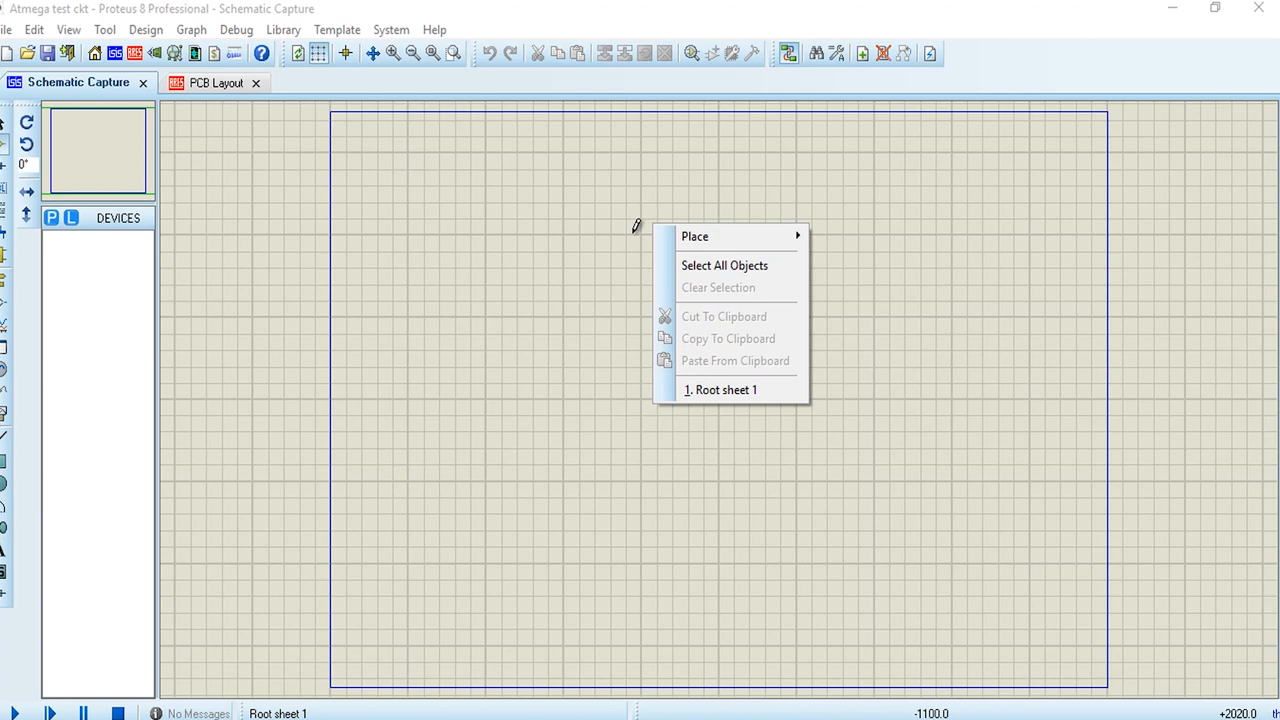 Atmega test ckt - Proteus 8 Professional - Schematic Capture
ile Edit View Tool Design Graph Debug Library Template System Help
Schematic Capture PCB Layout
0°
P L DEVICES
Place
Select All Objects
Clear Selection
Cut To Clipboard
Copy To Clipboard
Paste From Clipboard
1. Root sheet 1
No Messages Root sheet 1 -1100.0 +2020.0 th